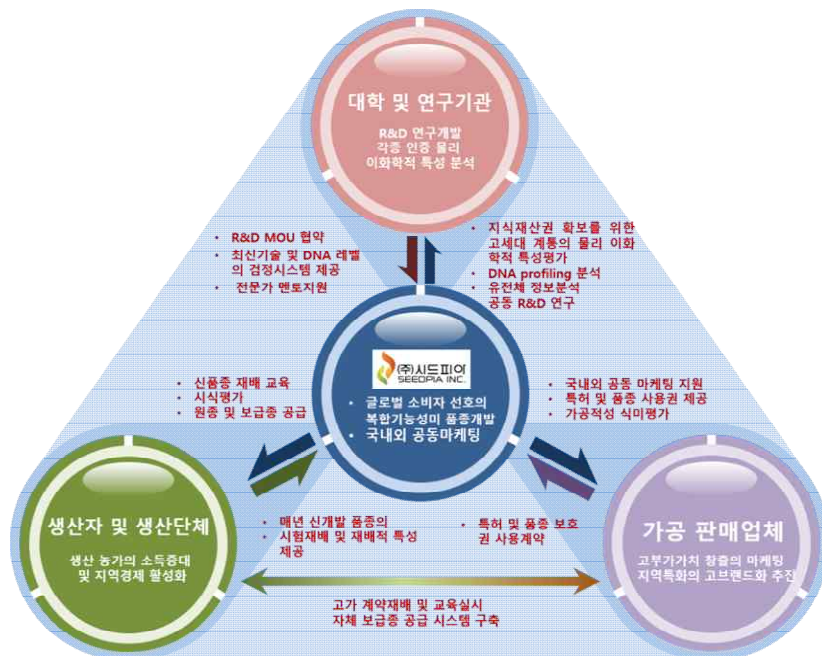 대학 및 연구기관
R&D 연구개발
각종 인증 물리
이화학적 특성 분석
• R&D MOU 협약
• 최신기술 및 DNA 레벨
의 검정시스템 제공
• 전문가 멘토지원
• 지식재산권 확보를 위한
고세대 계통의 물리 이화
학적 특성평가
• DNA profiling 분석
• 유전체 정보분석
공동 R&D 연구
(주)시드피아
SEEDPIA INC.
• 글로벌 소비자 선호의
복합기능성미 품종개발
• 국내외 공동마케팅
• 신품종 재배 교육
• 시식평가
• 원종 및 보급종 공급
• 국내외 공동 마케팅 지원
• 특허 및 품종 사용권 제공
• 가공적성 식미평가
생산자 및 생산단체
생산 농가의 소득증대
및 지역경제 활성화
• 매년 신개발 품종의
• 시험재배 및 재배적 특성
제공
• 특허 및 품종 보호
권 사용계약
가공 판매업체
고부가가치 창출의 마케팅
지역특화의 고브랜드화 추진
고가 계약재배 및 교육실시
자체 보급종 공급 시스템 구축